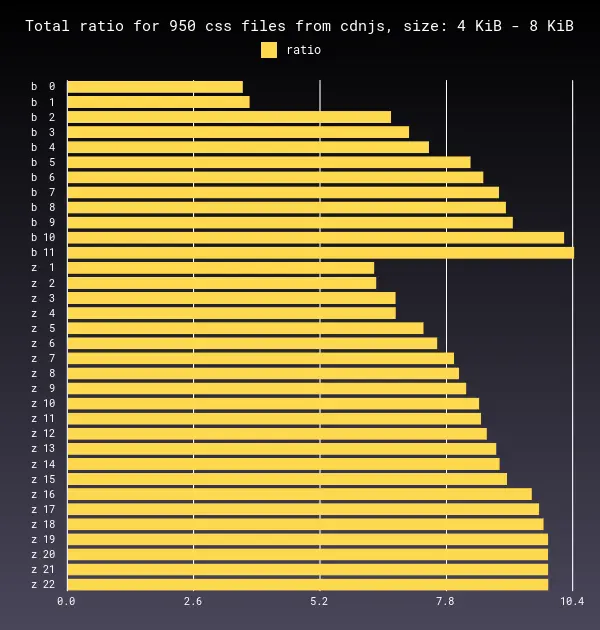 Total ratio for 950 css files from cdnjs, size: 4 KiB - 8 KiB
ratio
b 0
b 1
b 2
b 3
b 4
b 5
b 6
b 7
b 8
b 9
b 10
b 11
z 1
z 2
z 3
z 4
z 5
z 6
z 7
z 8
z 9
z 10
z 11
z 12
z 13
z 14
z 15
z 16
z 17
z 18
z 19
z 20
z 21
z 22
0.0 2.6 5.2 7.8 10.4